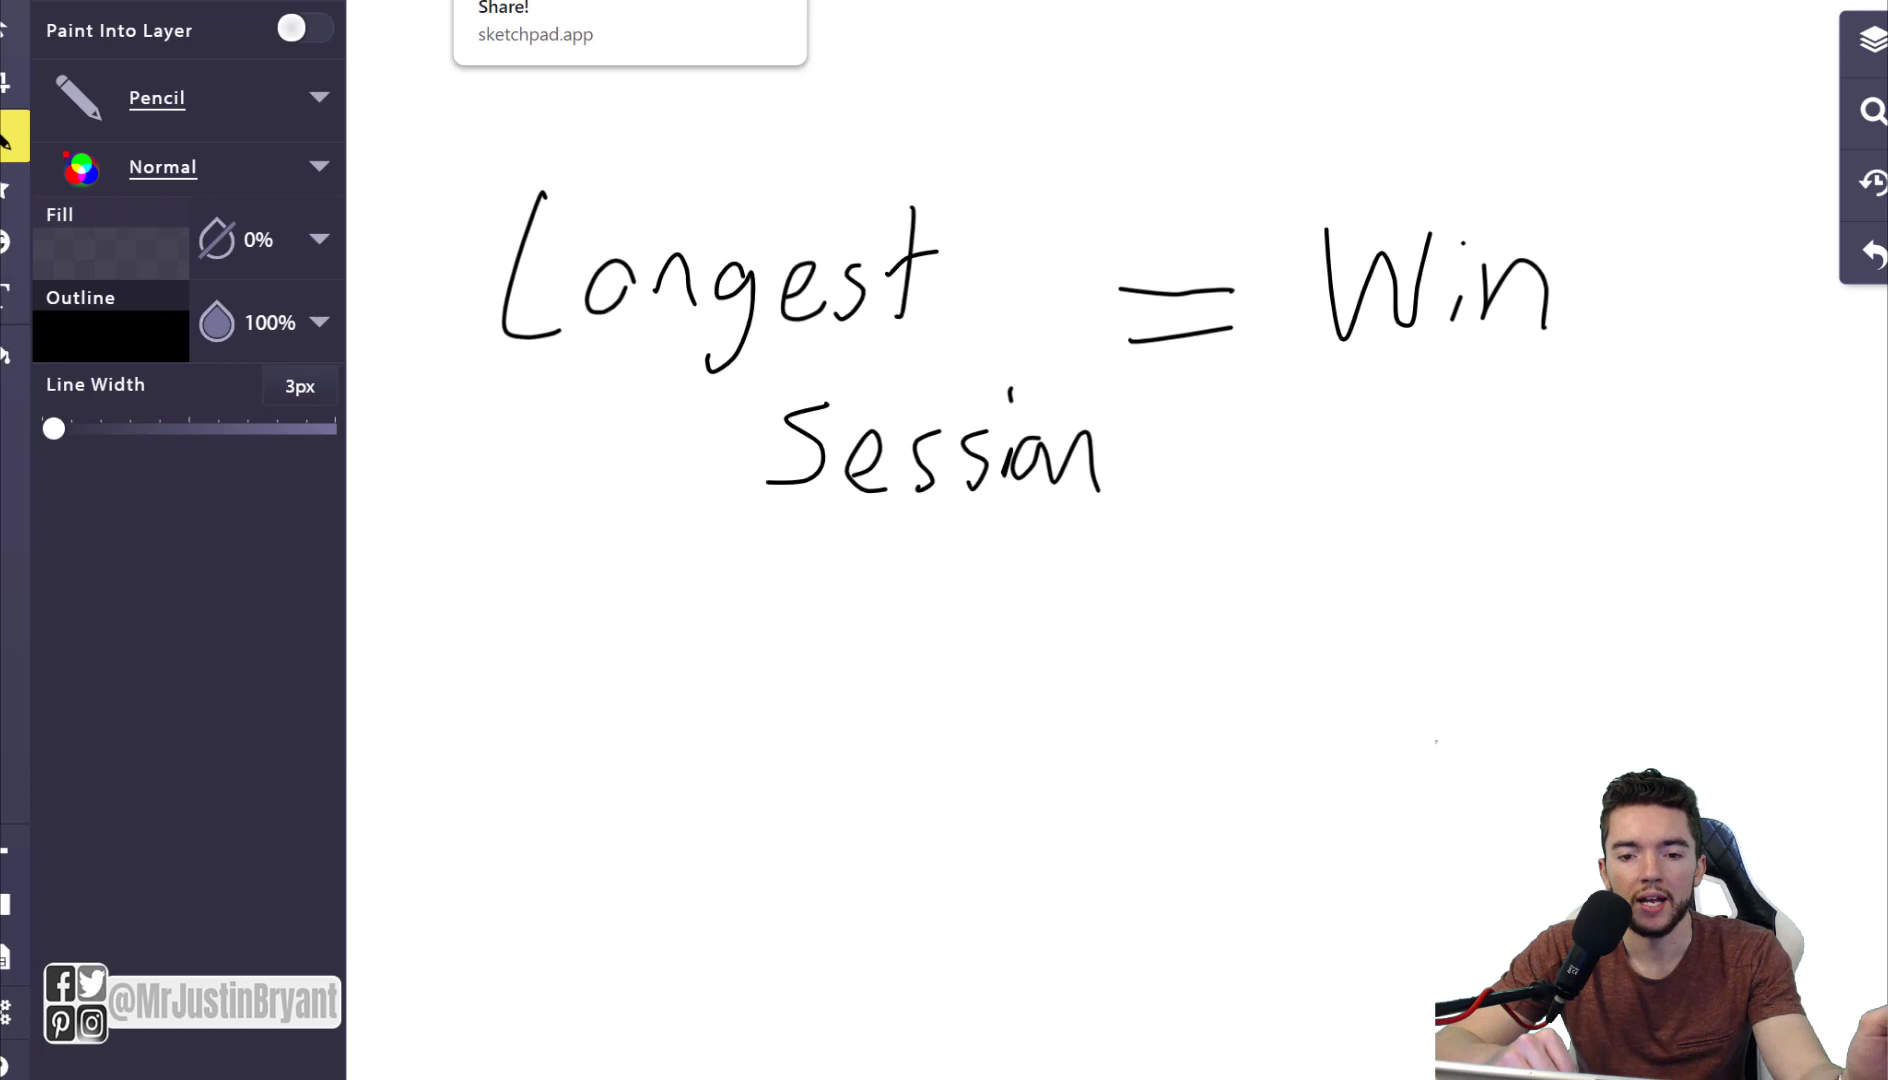 Share!
sketchpad.app
Paint Into Layer
Pencil
Normal
Fill
0%
Outline
100%
Line Width
3px
Longest = Win
Session
@MrJustinBryant